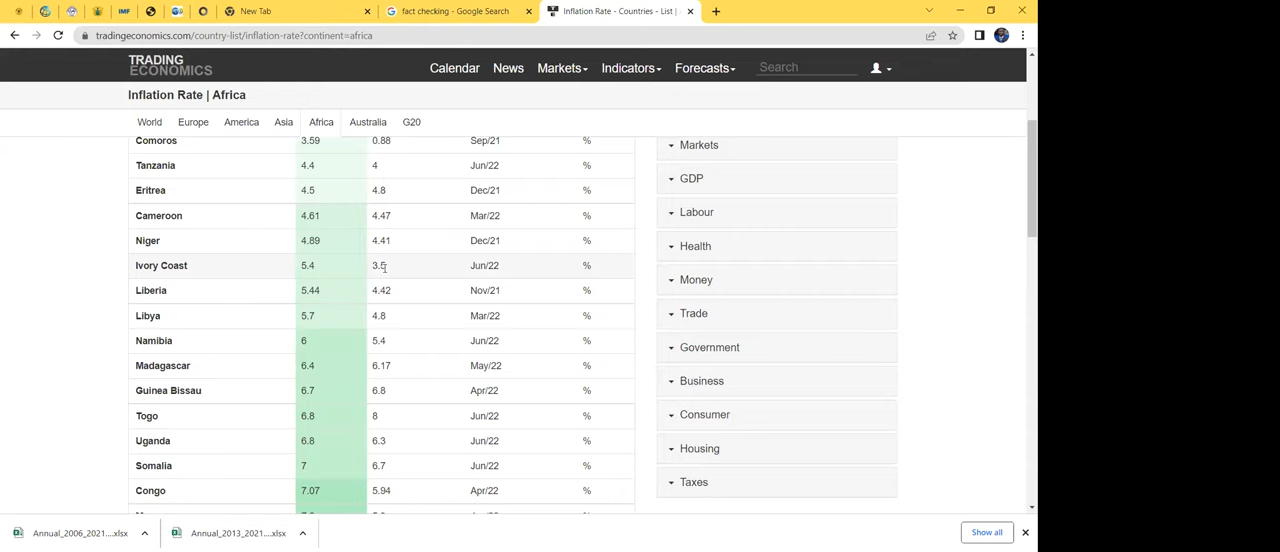 IMF New Tab fact checking - Google Search Inflation Rate - Countries - List |
tradingeconomics.com/country-list/inflation-rate?continent=africa
TRADING
ECONOMICS
Calendar News Markets Indicators Forecasts Search
Inflation Rate | Africa
World Europe America Asia Africa Australia G20
Comoros 3.59 0.88 Sep/21 %
Tanzania 4.4 4 Jun/22 %
Eritrea 4.5 4.8 Dec/21 %
Cameroon 4.61 4.47 Mar/22 %
Niger 4.89 4.41 Dec/21 %
Ivory Coast 5.4 3.5 Jun/22 %
Liberia 5.44 4.42 Nov/21 %
Libya 5.7 4.8 Mar/22 %
Namibia 6 5.4 Jun/22 %
Madagascar 6.4 6.17 May/22 %
Guinea Bissau 6.7 6.8 Apr/22 %
Togo 6.8 8 Jun/22 %
Uganda 6.8 6.3 Jun/22 %
Somalia 7 6.7 Jun/22 %
Congo 7.07 5.94 Apr/22 %
Markets
GDP
Labour
Health
Money
Trade
Government
Business
Consumer
Housing
Taxes
Annual_2006_2021....xlsx Annual_2013_2021....xlsx Show all